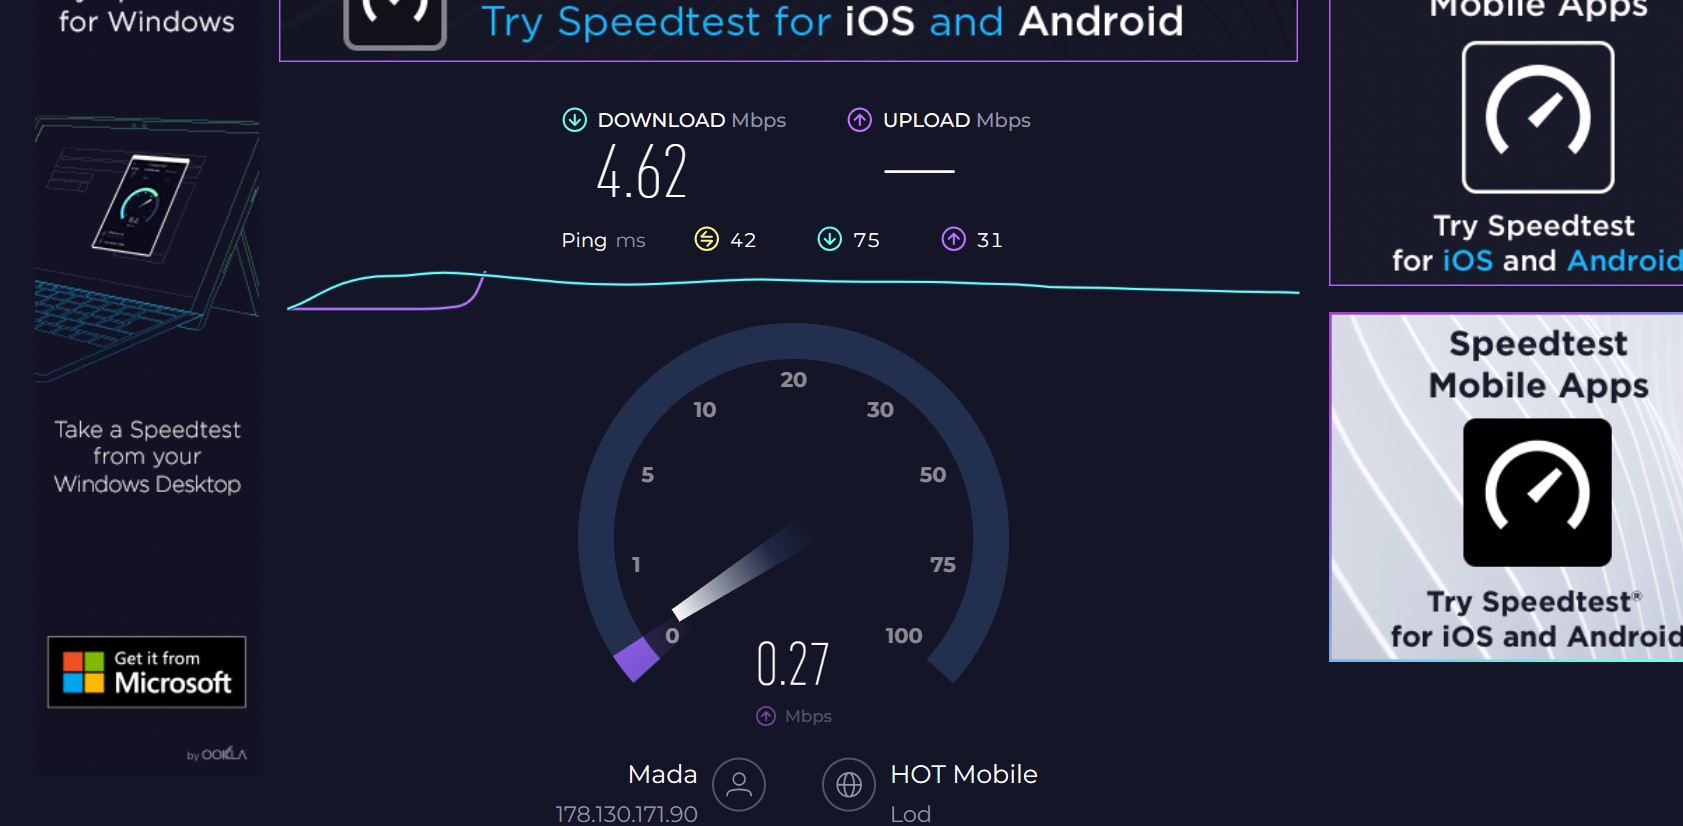 for Windows
Try Speedtest for iOS and Android
Mobile Apps
Try Speedtest
for iOS and Android
DOWNLOAD Mbps
4.62
UPLOAD Mbps
Ping ms 42 75 31
0
1
5
10
20
30
50
75
100
0.27
Mbps
Mada
178.130.171.90
HOT Mobile
Lod
Take a Speedtest
from your
Windows Desktop
Get it from
Microsoft
by OOKLA
Speedtest
Mobile Apps
Try Speedtest®
for iOS and Android